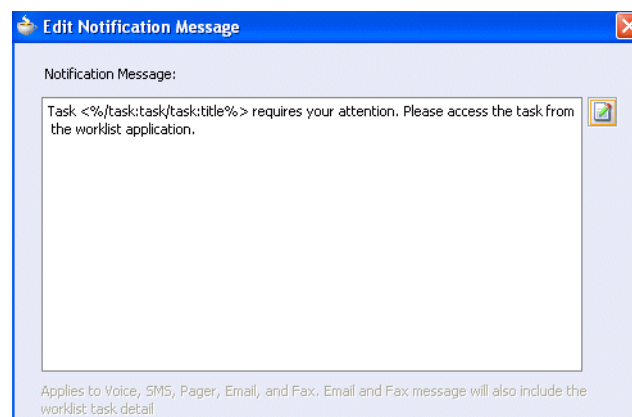 Edit Notification Message
Notification Message:
Task <%/task:task/task:title%> requires your attention. Please access the task from
the worklist application.
Applies to Voice, SMS, Pager, Email, and Fax. Email and Fax message will also include the
worklist task detail